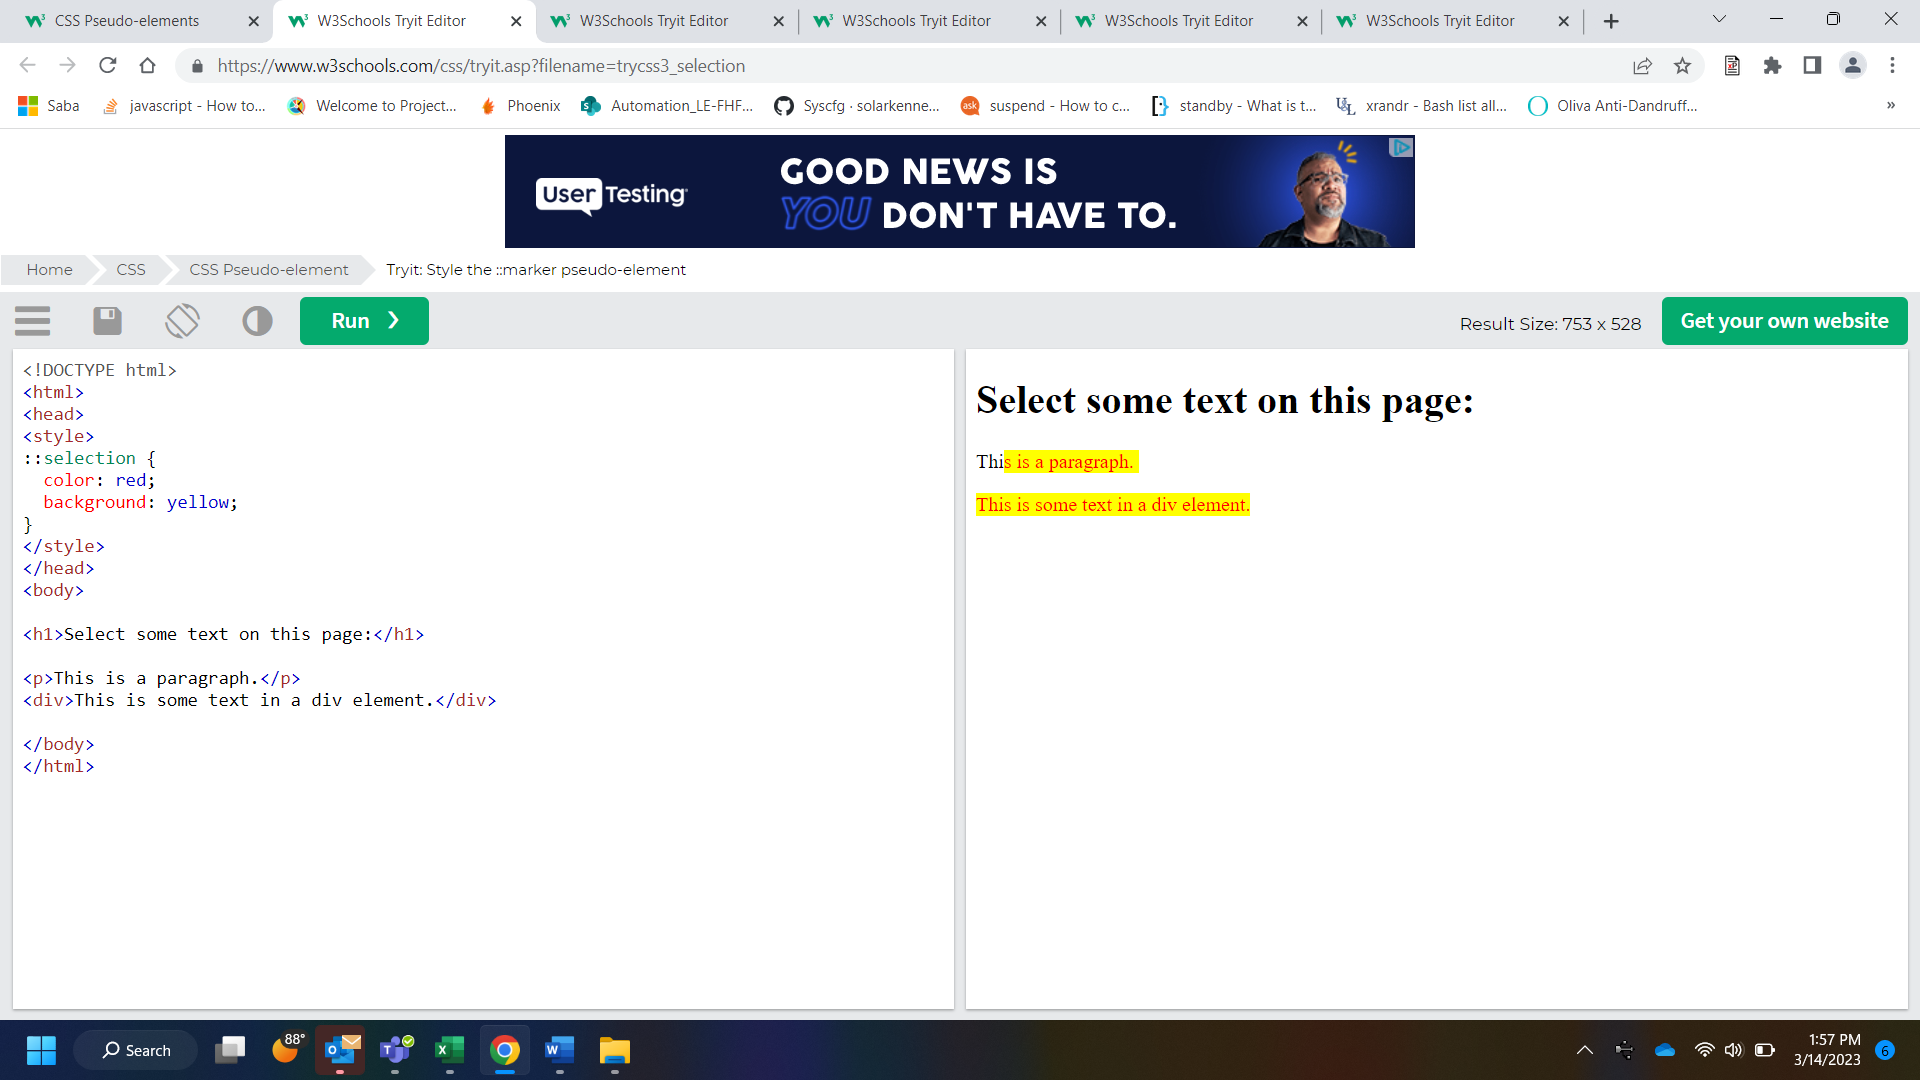 CSS Pseudo-elements
W3Schools Tryit Editor
W3Schools Tryit Editor
W3Schools Tryit Editor
W3Schools Tryit Editor
W3Schools Tryit Editor
https://www.w3schools.com/css/tryit.asp?filename=trycss3_selection
Saba
javascript - How to...
Welcome to Project...
Phoenix
Automation_LE-FHF...
Syscfg · solarkenne...
ask
suspend - How to c...
standby - What is t...
U&L
xrandr - Bash list all...
Oliva Anti-Dandruff...
»
UserTesting
GOOD NEWS IS
YOU DON'T HAVE TO.
Home
CSS
CSS Pseudo-element
Tryit: Style the ::marker pseudo-element
Run ❯
Result Size: 753 x 528
Get your own website
<!DOCTYPE html>
<html>
<head>
<style>
::selection {
  color: red;
  background: yellow;
}
</style>
</head>
<body>
<h1>Select some text on this page:</h1>
<p>This is a paragraph.</p>
<div>This is some text in a div element.</div>
</body>
</html>
Select some text on this page:
This is a paragraph.
This is some text in a div element.
Search
88°
1:57 PM
3/14/2023
6